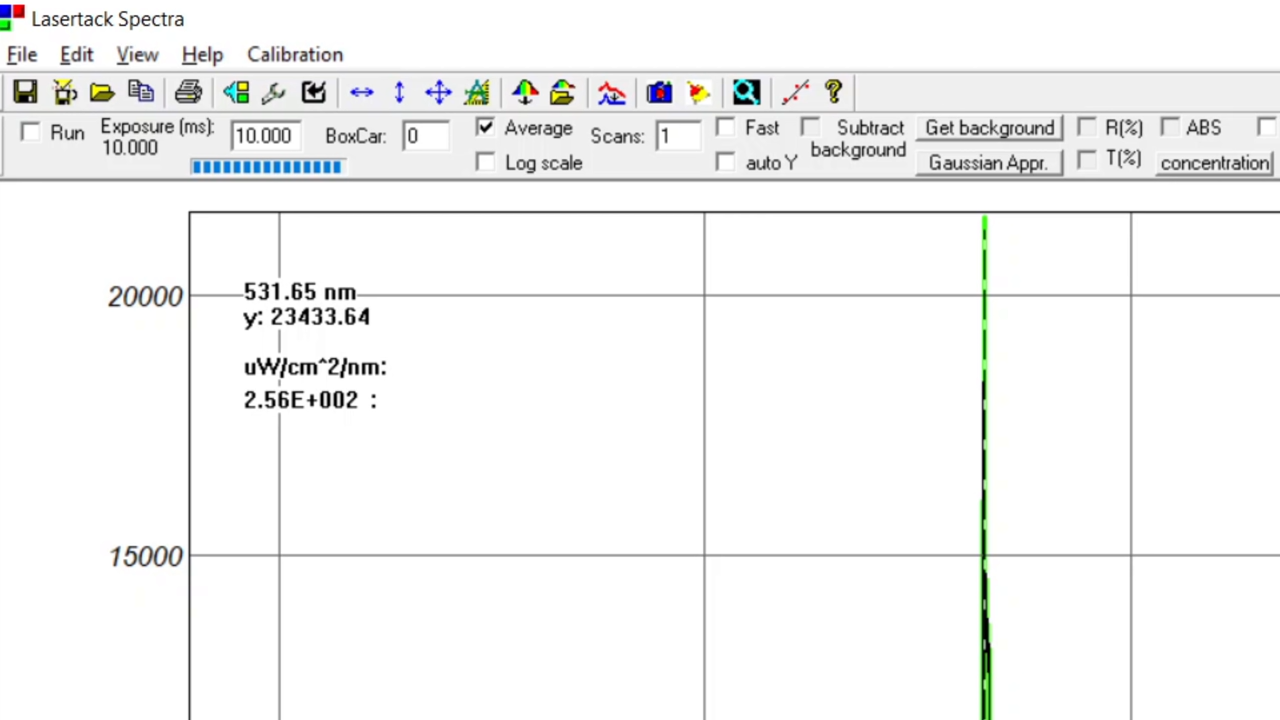 Lasertack Spectra
File Edit View Help Calibration
Run Exposure (ms): 10.000 BoxCar: 0 Average Scans: 1 Fast Subtract Get background R(%) ABS
10.000 Log scale auto Y background Gaussian Appr. T(%) concentration
20000
531.65 nm
y: 23433.64
uW/cm^2/nm:
2.56E+002 :
15000